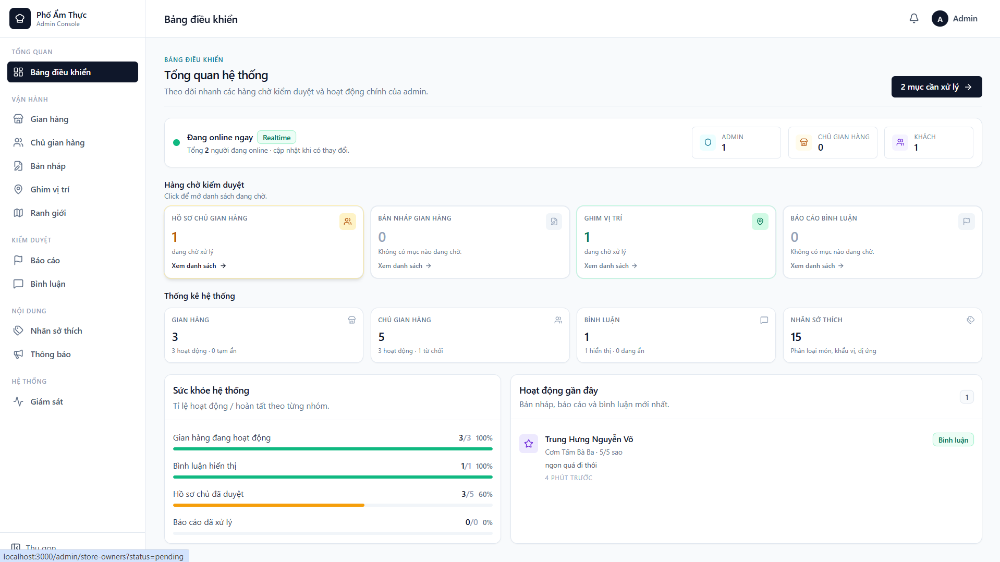 Phố Ẩm Thực
Admin Console
TỔNG QUAN
Bảng điều khiển
VẬN HÀNH
Gian hàng
Chủ gian hàng
Bản nháp
Ghim vị trí
Ranh giới
KIỂM DUYỆT
Báo cáo
Bình luận
NỘI DUNG
Nhãn sở thích
Thông báo
HỆ THỐNG
Giám sát
Thu gọn
localhost:3000/admin/store-owners?status=pending
Bảng điều khiển
A Admin
BẢNG ĐIỀU KHIỂN
Tổng quan hệ thống
Theo dõi nhanh các hàng chờ kiểm duyệt và hoạt động chính của admin.
2 mục cần xử lý
Đang online ngay Realtime
Tổng 2 người đang online · cập nhật khi có thay đổi.
ADMIN
1
CHỦ GIAN HÀNG
0
KHÁCH
1
Hàng chờ kiểm duyệt
Click để mở danh sách đang chờ.
HỒ SƠ CHỦ GIAN HÀNG
1
đang chờ xử lý
Xem danh sách
BẢN NHÁP GIAN HÀNG
0
Không có mục nào đang chờ.
Xem danh sách
GHIM VỊ TRÍ
1
đang chờ xử lý
Xem danh sách
BÁO CÁO BÌNH LUẬN
0
Không có mục nào đang chờ.
Xem danh sách
Thống kê hệ thống
GIAN HÀNG
3
3 hoạt động · 0 tạm ẩn
CHỦ GIAN HÀNG
5
3 hoạt động · 1 từ chối
BÌNH LUẬN
1
1 hiển thị · 0 đang ẩn
NHÃN SỞ THÍCH
15
Phân loại món, khẩu vị, dị ứng
Sức khỏe hệ thống
Tỉ lệ hoạt động / hoàn tất theo từng nhóm.
Gian hàng đang hoạt động 3/3 100%
Bình luận hiển thị 1/1 100%
Hồ sơ chủ đã duyệt 3/5 60%
Báo cáo đã xử lý 0/0 0%
Hoạt động gần đây
Bản nháp, báo cáo và bình luận mới nhất.
1
Trung Hưng Nguyễn Võ
Bình luận
Cơm Tấm Bà Ba · 5/5 sao
ngon quá đi thôi
4 PHÚT TRƯỚC